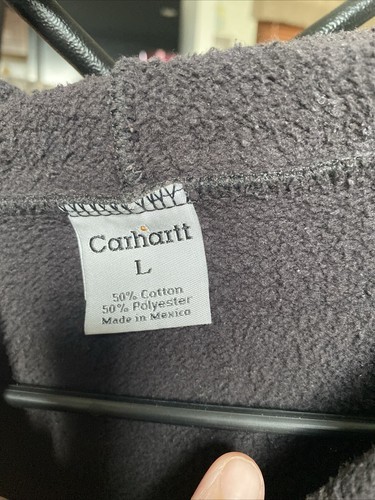 Carhartt
L
50% Cotton
50% Polyester
Made in Mexico